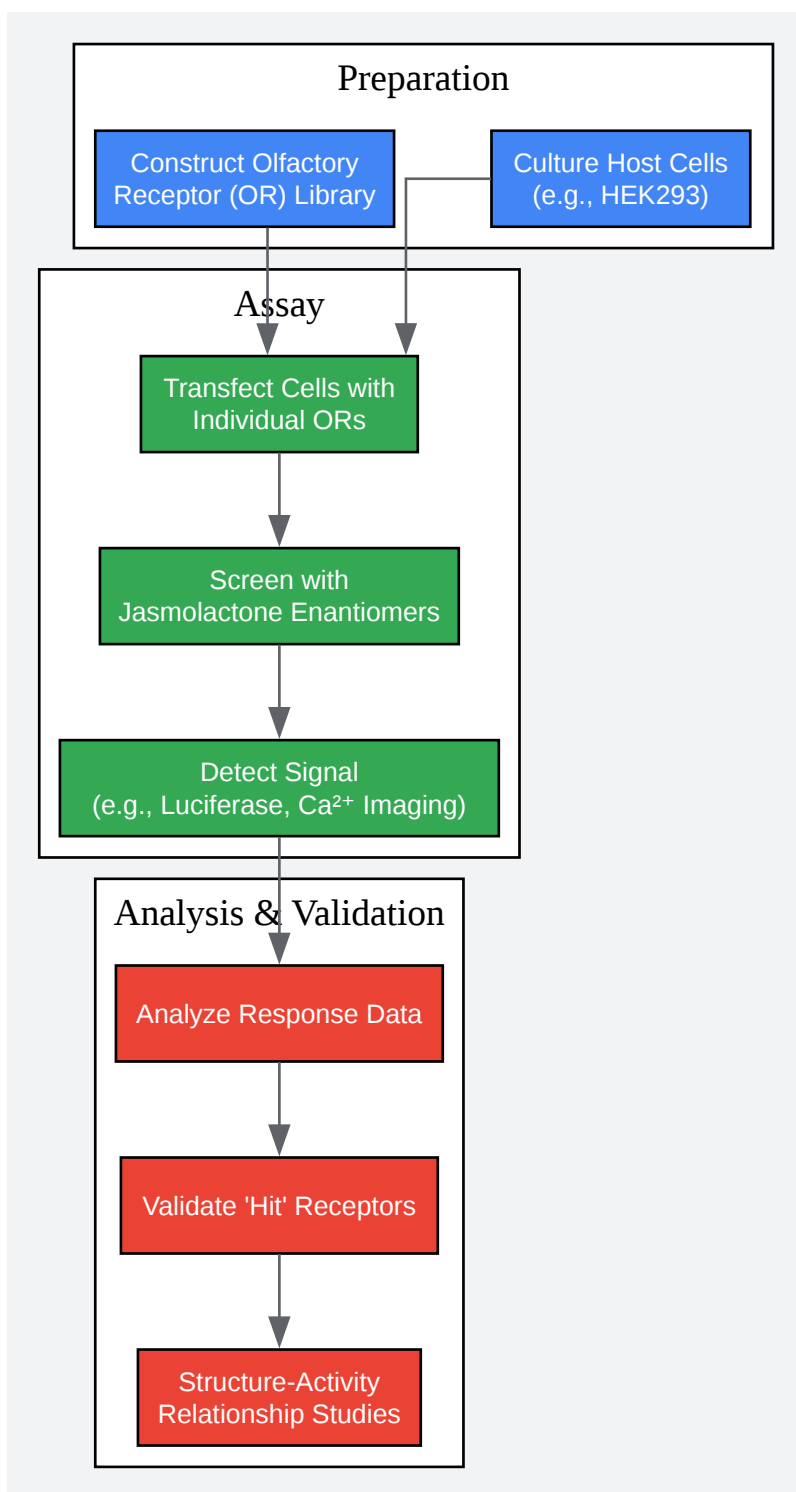 Preparation
Construct Olfactory
Receptor (OR) Library
Culture Host Cells
(e.g., HEK293)
Assay
Transfect Cells with
Individual ORs
Screen with
Jasmolactone Enantiomers
Detect Signal
(e.g., Luciferase, Ca²⁺ Imaging)
Analysis & Validation
Analyze Response Data
Validate 'Hit' Receptors
Structure-Activity
Relationship Studies